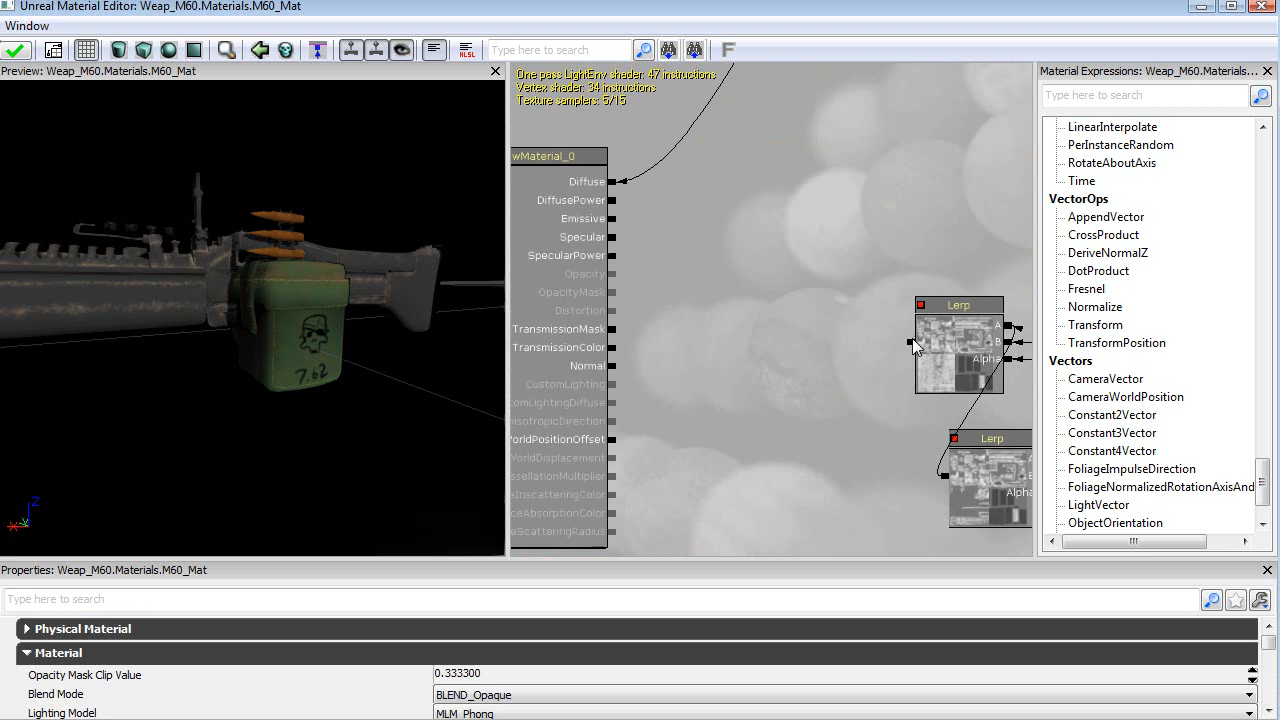 Unreal Material Editor: Weap_M60.Materials.M60_Mat
Window
Type here to search
F
HLSL
Preview: Weap_M60.Materials.M60_Mat
7.62
Z
One pass LightEnv shader: 47 instructions
Vertex shader: 34 instructions
Texture samplers: 5/15
wMaterial_0
Diffuse
DiffusePower
Emissive
Specular
SpecularPower
Opacity
OpacityMask
Distortion
TransmissionMask
TransmissionColor
Normal
CustomLighting
omLightingDiffuse
nisotropicDirection
WorldPositionOffset
WorldDisplacement
ssellationMultiplier
eInscatteringColor
ceAbsorptionColor
eScatteringRadius
Lerp
A
B
Alpha
Lerp
Alpha
Material Expressions: Weap_M60.Materials...
Type here to search
LinearInterpolate
PerInstanceRandom
RotateAboutAxis
Time
VectorOps
AppendVector
CrossProduct
DeriveNormalZ
DotProduct
Fresnel
Normalize
Transform
TransformPosition
Vectors
CameraVector
CameraWorldPosition
Constant2Vector
Constant3Vector
Constant4Vector
FoliageImpulseDirection
FoliageNormalizedRotationAxisAnd
LightVector
ObjectOrientation
Properties: Weap_M60.Materials.M60_Mat
Type here to search
Physical Material
Material
Opacity Mask Clip Value 0.333300
Blend Mode BLEND_Opaque
Lighting Model MLM_Phong